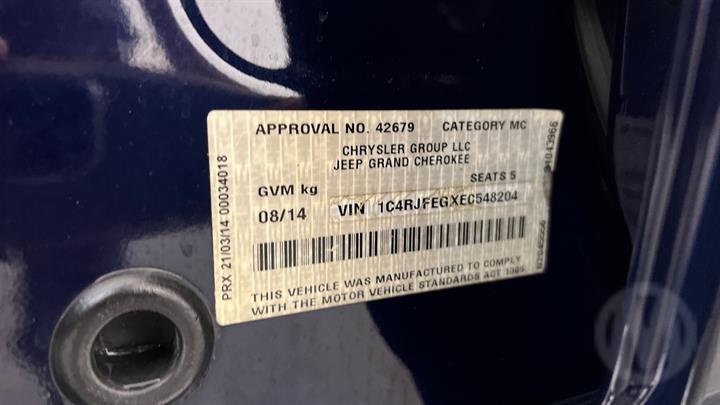 APPROVAL NO. 42679 CATEGORY MC
CHRYSLER GROUP LLC
JEEP GRAND CHEROKEE
SEATS 5
GVM kg
08/14 VIN 1C4RJFEGXEC548204
THIS VEHICLE WAS MANUFACTURED TO COMPLY
WITH THE MOTOR VEHICLE STANDARDS ACT 1989
PRX 21/03/14 00034018